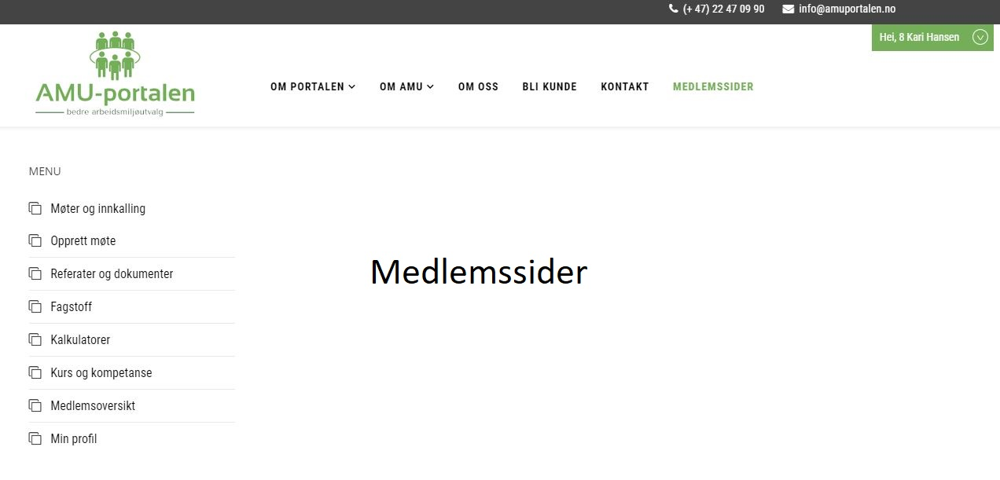 (+ 47) 22 47 09 90 info@amuportalen.no
Hei, 8 Kari Hansen
AMU-portalen
bedre arbeidsmiljøutvalg
OM PORTALEN OM AMU OM OSS BLI KUNDE KONTAKT MEDLEMSSIDER
MENU
Møter og innkalling
Opprett møte
Referater og dokumenter
Fagstoff
Kalkulatorer
Kurs og kompetanse
Medlemsoversikt
Min profil
Medlemssider